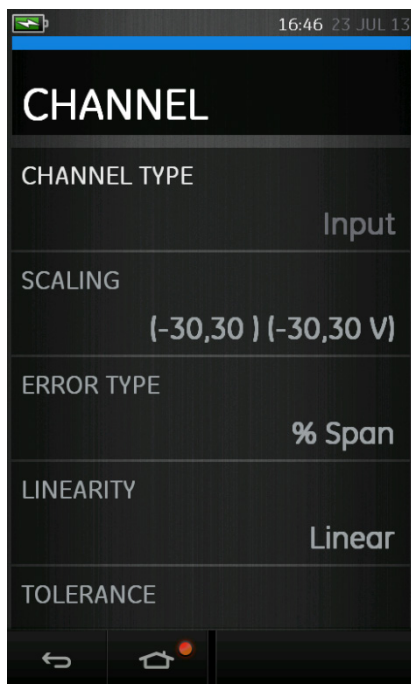 16:46 23 JUL 13
CHANNEL
CHANNEL TYPE
Input
SCALING
(-30,30 ) (-30,30 V)
ERROR TYPE
% Span
LINEARITY
Linear
TOLERANCE